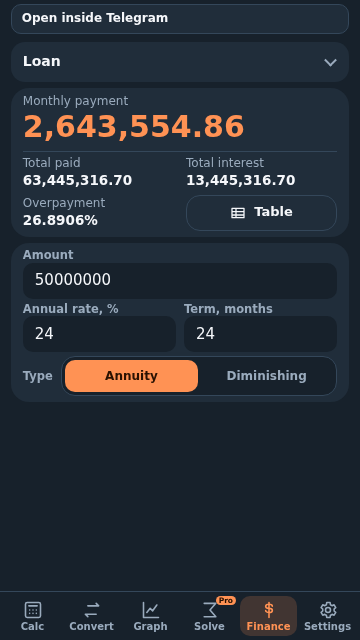 Open inside Telegram
Loan
Monthly payment
2,643,554.86
Total paid
Total interest
63,445,316.70
13,445,316.70
Overpayment
26.8906%
Table
Amount
50000000
Annual rate, %
Term, months
24
24
Type
Annuity
Diminishing
Pro
Calc
Convert
Graph
Solve
Finance
Settings